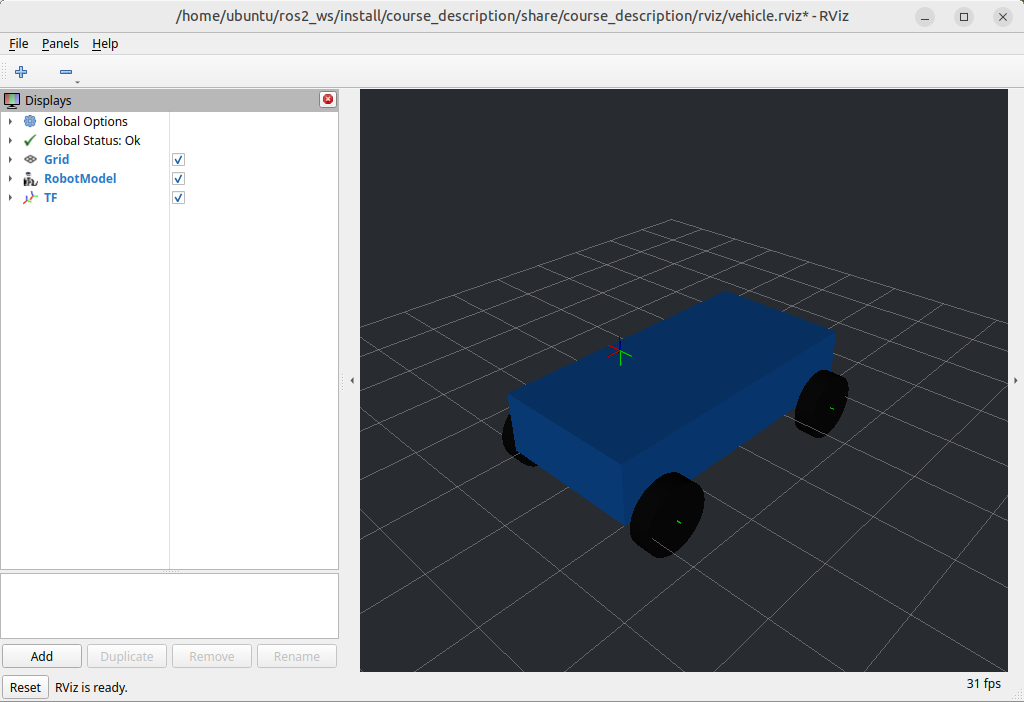 /home/ubuntu/ros2_ws/install/course_description/share/course_description/rviz/vehicle.rviz* - RViz
File Panels Help
Displays
Global Options
Global Status: Ok
Grid
RobotModel
TF
Add Duplicate Remove Rename
Reset RViz is ready. 31 fps